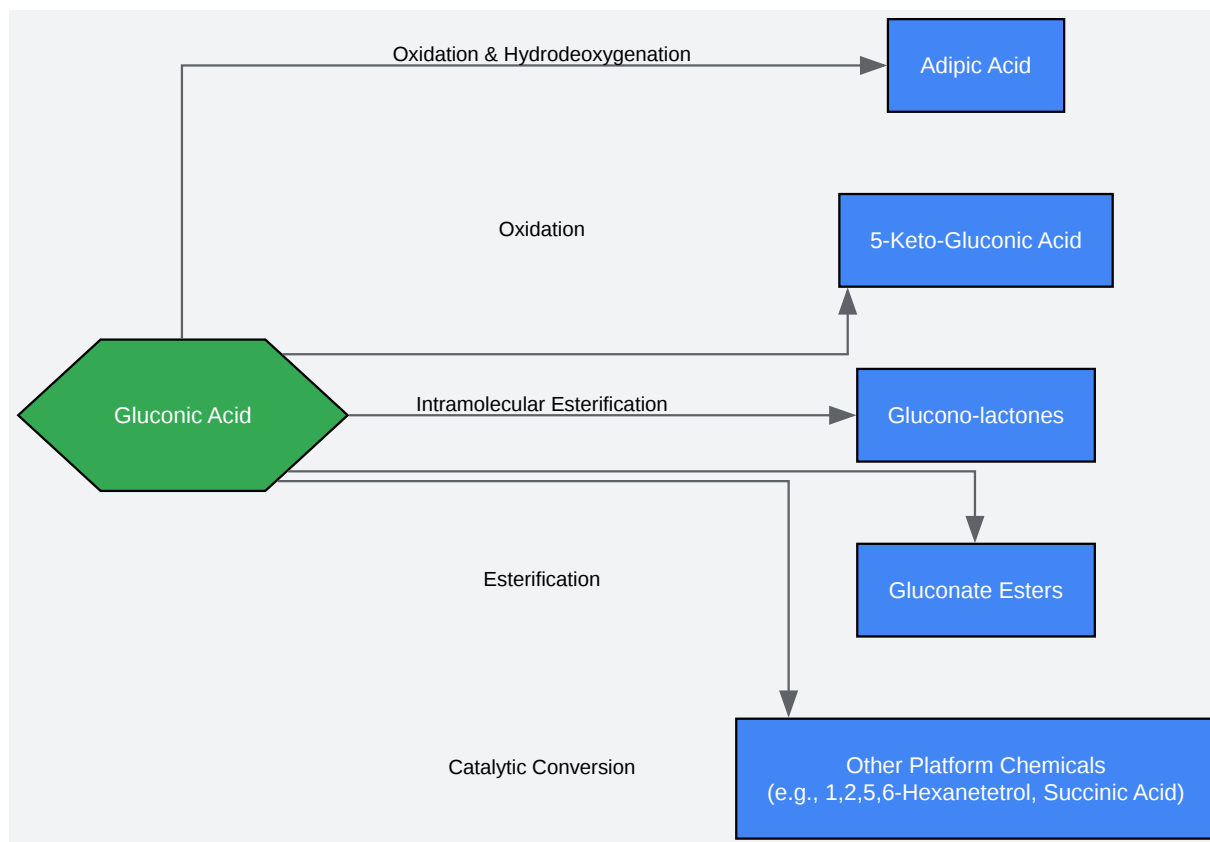 Oxidation & Hydrodeoxygenation
Adipic Acid
Oxidation
5-Keto-Gluconic Acid
Gluconic Acid
Intramolecular Esterification
Glucono-lactones
Esterification
Gluconate Esters
Catalytic Conversion
Other Platform Chemicals
(e.g., 1,2,5,6-Hexanetetrol, Succinic Acid)